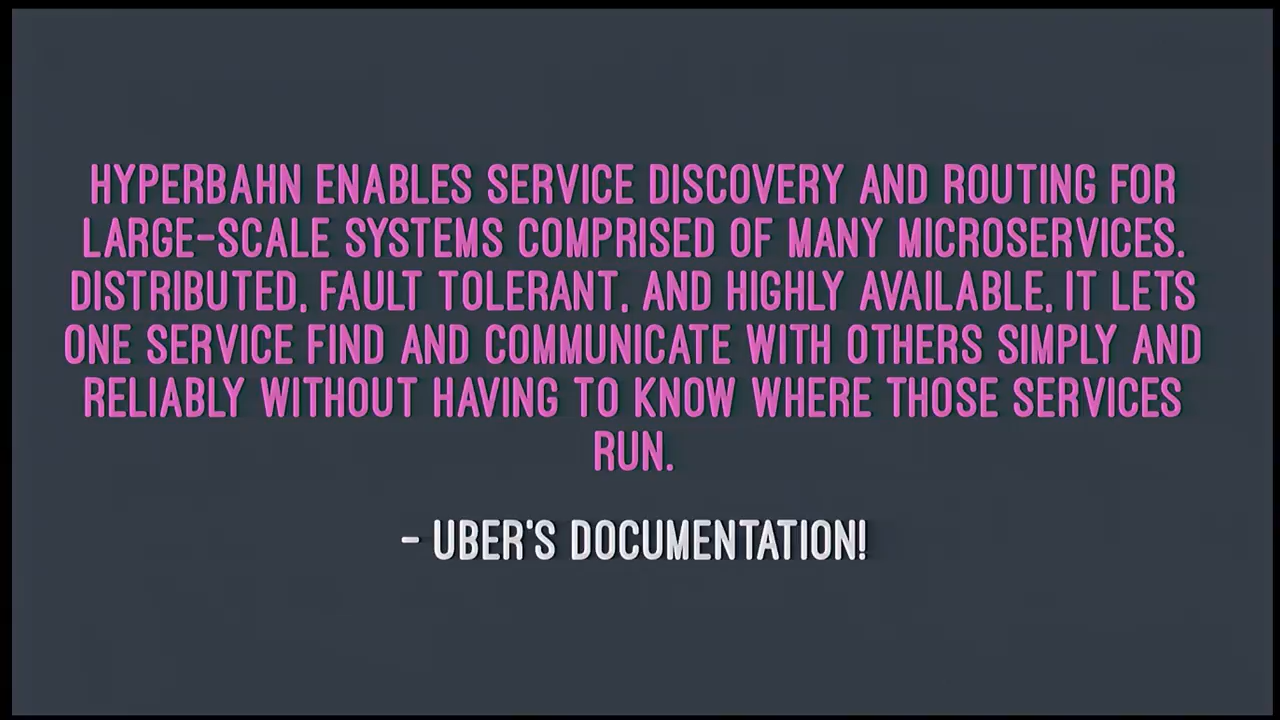 HYPERBAHN ENABLES SERVICE DISCOVERY AND ROUTING FOR
LARGE-SCALE SYSTEMS COMPRISED OF MANY MICROSERVICES.
DISTRIBUTED, FAULT TOLERANT, AND HIGHLY AVAILABLE, IT LETS
ONE SERVICE FIND AND COMMUNICATE WITH OTHERS SIMPLY AND
RELIABLY WITHOUT HAVING TO KNOW WHERE THOSE SERVICES
RUN.
- UBER'S DOCUMENTATION!